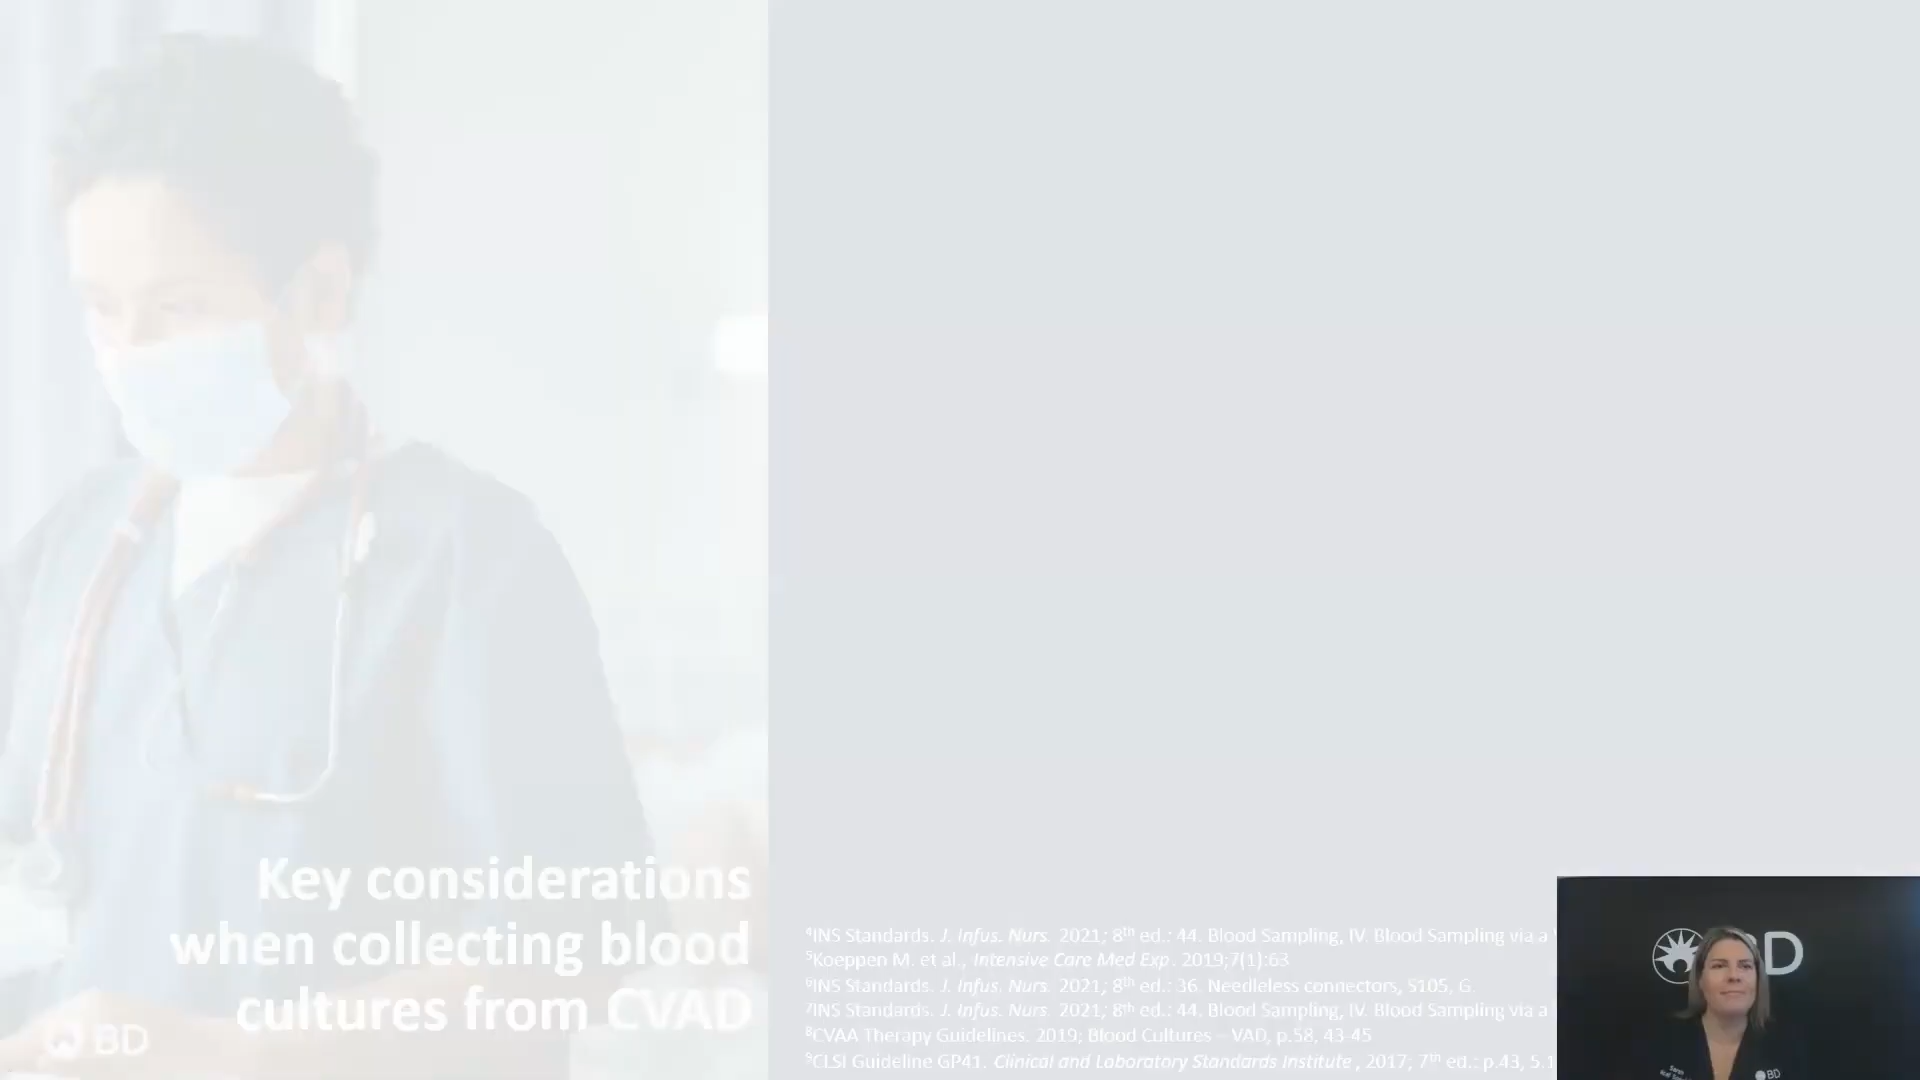 Key considerations
when collecting blood
cultures from CVAD
BD
⁴INS Standards. J. Infus. Nurs. 2021; 8th ed.: 44. Blood Sampling, IV. Blood Sampling via a
⁵Koeppen M. et al., Intensive Care Med Exp. 2019;7(1):63
⁶INS Standards. J. Infus. Nurs. 2021; 8th ed.: 36. Needleless connectors, S105, G.
⁷INS Standards. J. Infus. Nurs. 2021; 8th ed.: 44. Blood Sampling, IV. Blood Sampling via a
⁸CVAA Therapy Guidelines. 2019; Blood Cultures – VAD, p.58, 43-45
⁹CLSI Guideline GP41. Clinical and Laboratory Standards Institute, 2017; 7th ed.: p.43, 5.1
BD
Sarah
BD